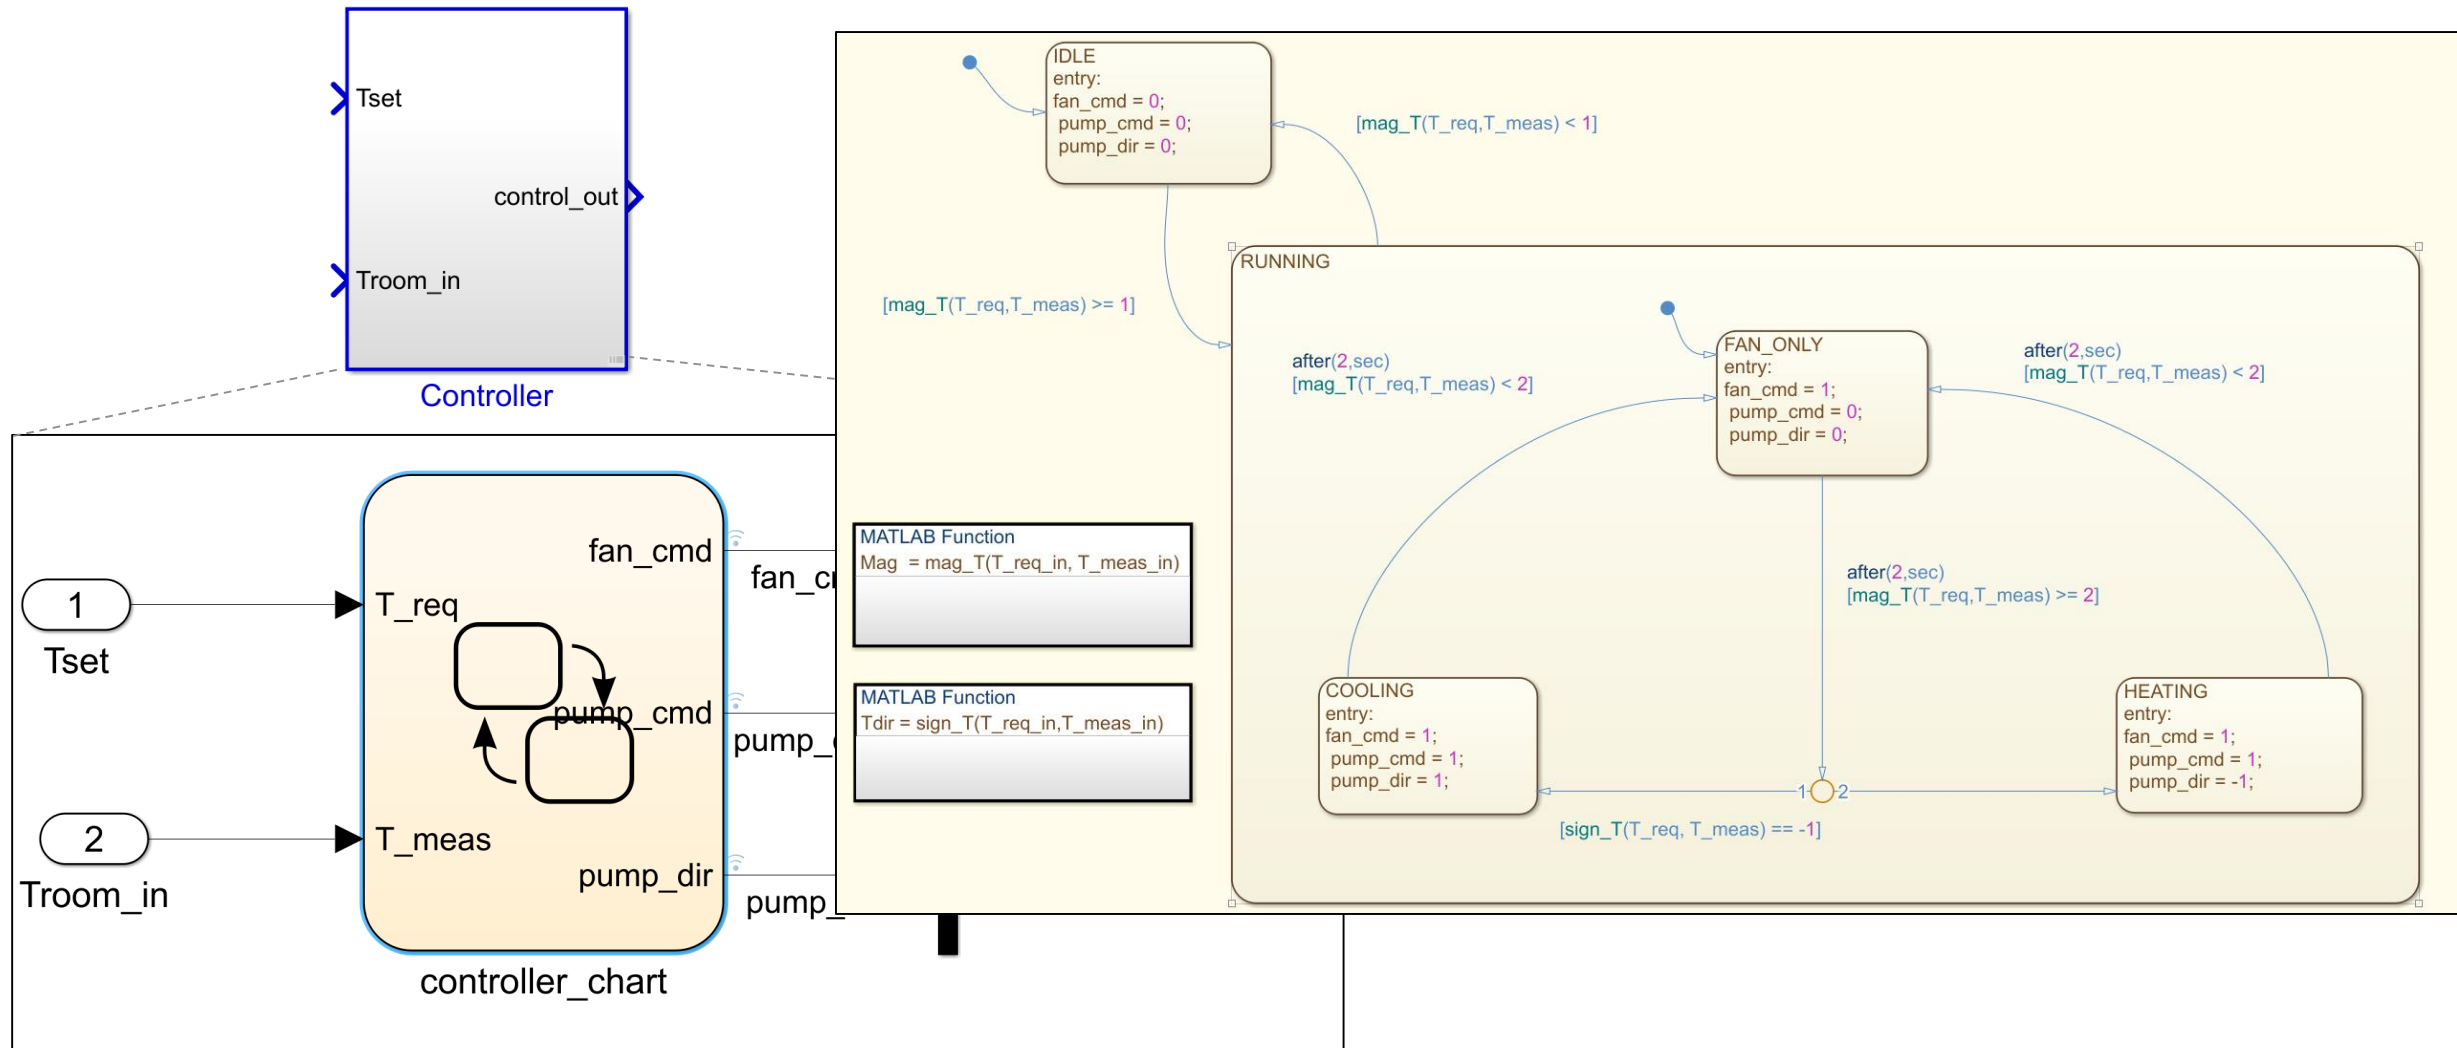 Tset
control_out
Troom_in
Controller
1
Tset
2
Troom_in
T_req
T_meas
fan_cmd
pump_cmd
pump_dir
controller_chart
fan_c
pump_
pump_
IDLE
entry:
fan_cmd = 0;
pump_cmd = 0;
pump_dir = 0;
[mag_T(T_req,T_meas) < 1]
[mag_T(T_req,T_meas) >= 1]
RUNNING
after(2,sec)
[mag_T(T_req,T_meas) < 2]
FAN_ONLY
entry:
fan_cmd = 1;
pump_cmd = 0;
pump_dir = 0;
after(2,sec)
[mag_T(T_req,T_meas) < 2]
MATLAB Function
Mag = mag_T(T_req_in, T_meas_in)
MATLAB Function
Tdir = sign_T(T_req_in,T_meas_in)
after(2,sec)
[mag_T(T_req,T_meas) >= 2]
COOLING
entry:
fan_cmd = 1;
pump_cmd = 1;
pump_dir = 1;
1
2
[sign_T(T_req, T_meas) == -1]
HEATING
entry:
fan_cmd = 1;
pump_cmd = 1;
pump_dir = -1;